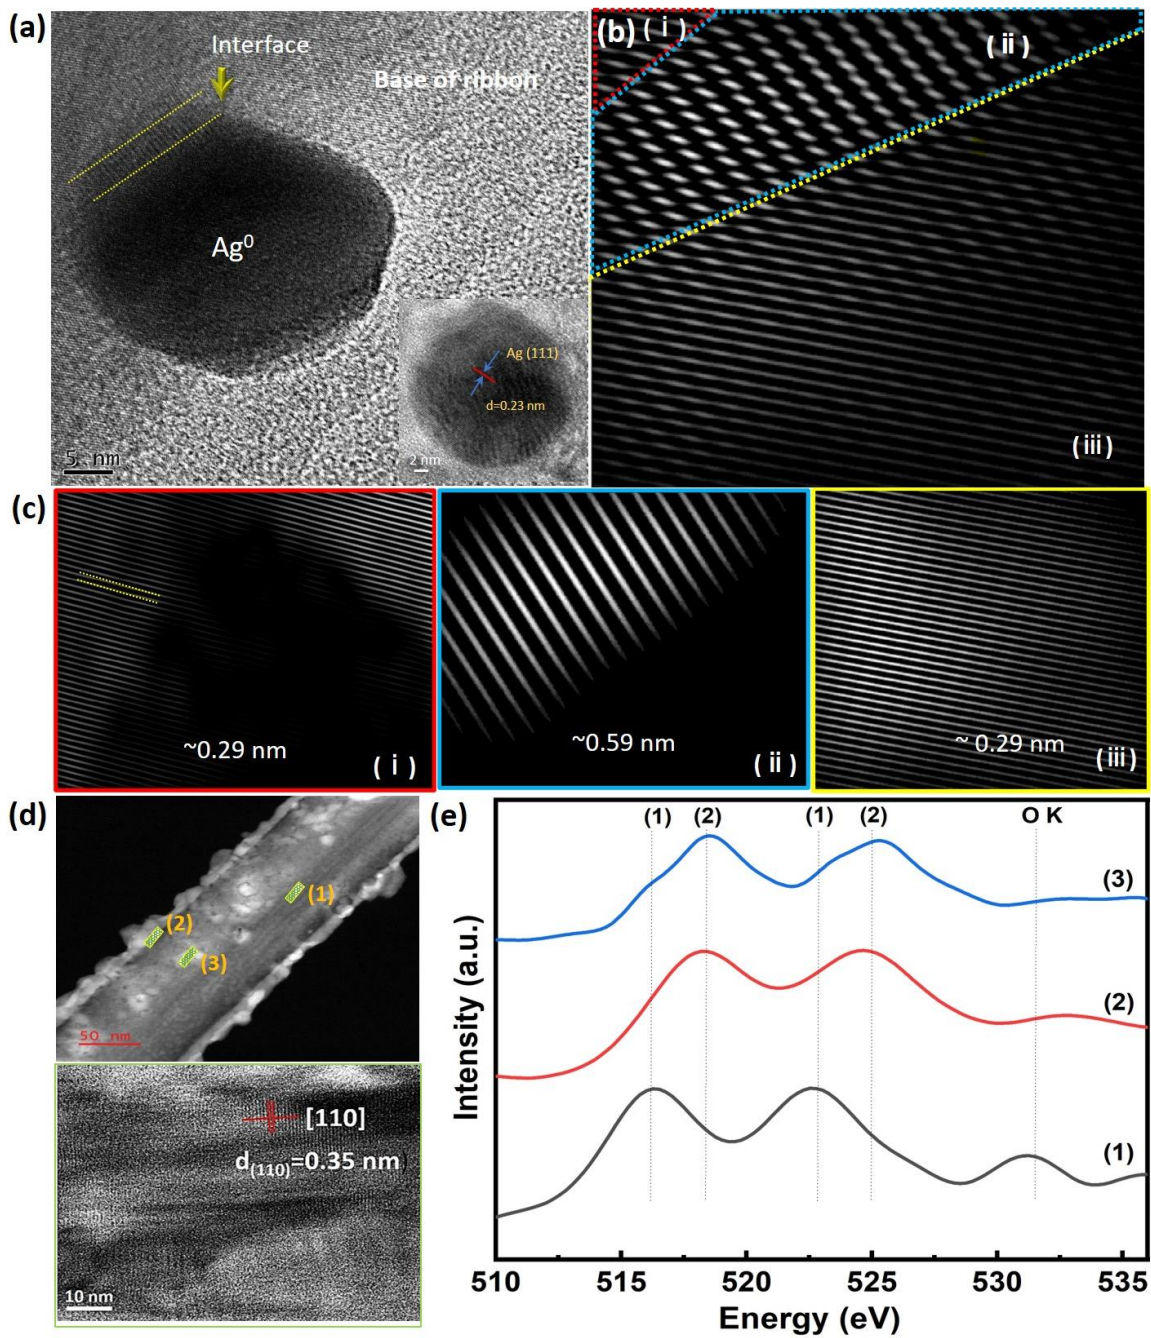 (a)
Interface
Base of ribbon
Ag⁰
Ag (111)
d=0.23 nm
5 nm
2 nm
(b)
(i)
(ii)
(iii)
(c)
~0.29 nm
(i)
~0.59 nm
(ii)
~ 0.29 nm
(iii)
(d)
(1)
(2)
(3)
50 nm
[110]
d(110)=0.35 nm
10 nm
(e)
(1) (2) (1) (2) O K
(3)
(2)
(1)
Intensity (a.u.)
510 515 520 525 530 535
Energy (eV)